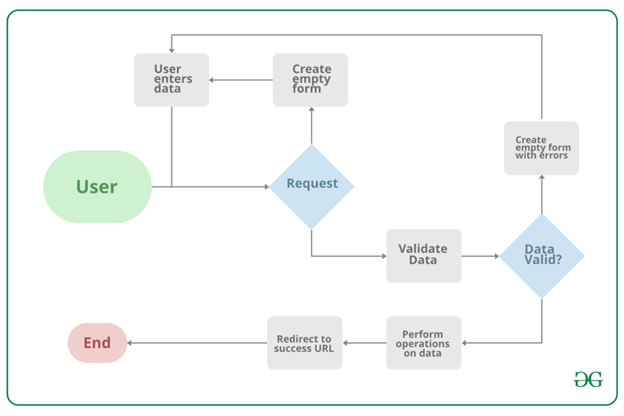 User
enters
data
Create
empty
form
Create
empty form
with errors
User
Request
Validate
Data
Data
Valid?
End
Redirect to
success URL
Perform
operations
on data
GG